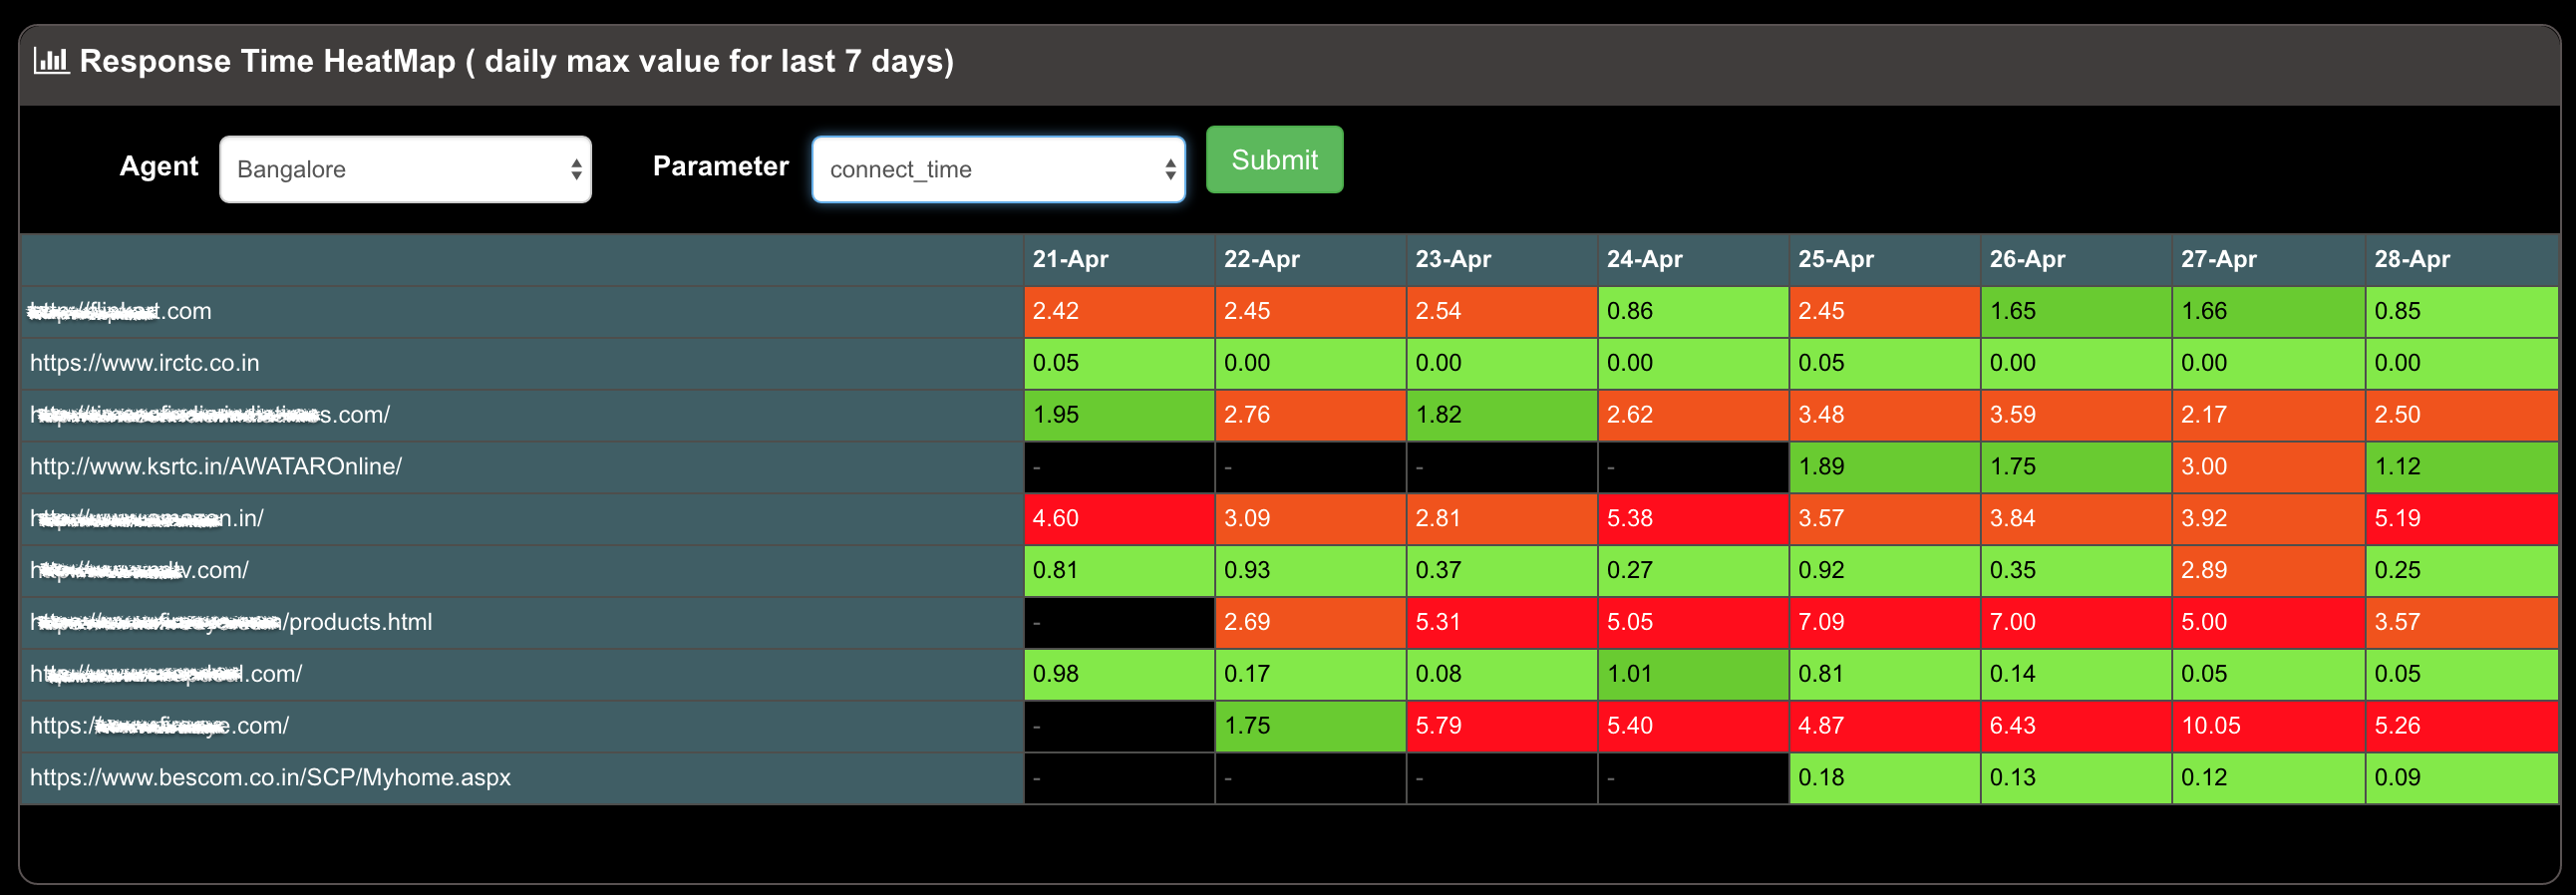 Response Time HeatMap ( daily max value for last 7 days)
Agent Bangalore Parameter connect_time Submit
21-Apr 22-Apr 23-Apr 24-Apr 25-Apr 26-Apr 27-Apr 28-Apr
.com 2.42 2.45 2.54 0.86 2.45 1.65 1.66 0.85
https://www.irctc.co.in 0.05 0.00 0.00 0.00 0.05 0.00 0.00 0.00
s.com/ 1.95 2.76 1.82 2.62 3.48 3.59 2.17 2.50
http://www.ksrtc.in/AWATAROnline/ - - - - 1.89 1.75 3.00 1.12
n.in/ 4.60 3.09 2.81 5.38 3.57 3.84 3.92 5.19
v.com/ 0.81 0.93 0.37 0.27 0.92 0.35 2.89 0.25
/products.html - 2.69 5.31 5.05 7.09 7.00 5.00 3.57
.com/ 0.98 0.17 0.08 1.01 0.81 0.14 0.05 0.05
https:/ e.com/ - 1.75 5.79 5.40 4.87 6.43 10.05 5.26
https://www.bescom.co.in/SCP/Myhome.aspx - - - - 0.18 0.13 0.12 0.09